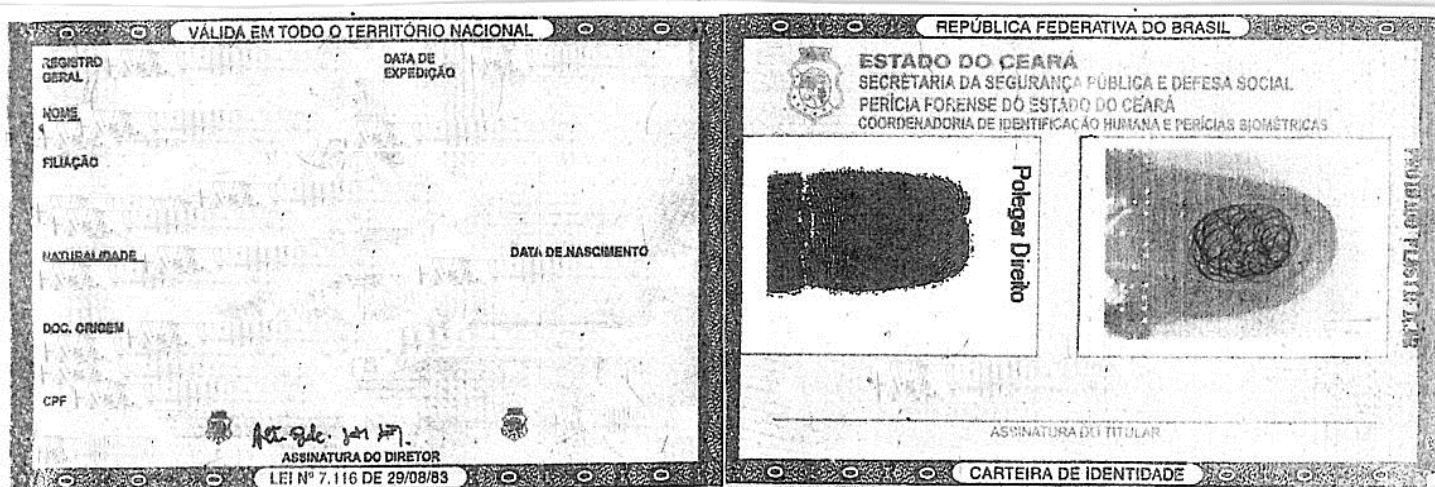 VÁLIDA EM TODO O TERRITÓRIO NACIONAL
REGISTRO GERAL
DATA DE EXPEDIÇÃO
NOME
FILIAÇÃO
NATURALIDADE
DATA DE NASCIMENTO
DOC. ORIGEM
CPF
ASSINATURA DO DIRETOR
LEI Nº 7.116 DE 29/08/83
REPÚBLICA FEDERATIVA DO BRASIL
ESTADO DO CEARÁ
SECRETARIA DA SEGURANÇA PÚBLICA E DEFESA SOCIAL
PERÍCIA FORENSE DO ESTADO DO CEARÁ
COORDENADORIA DE IDENTIFICAÇÃO HUMANA E PERÍCIAS BIOMÉTRICAS
Polegar Direito
ASSINATURA DO TITULAR
CARTEIRA DE IDENTIDADE